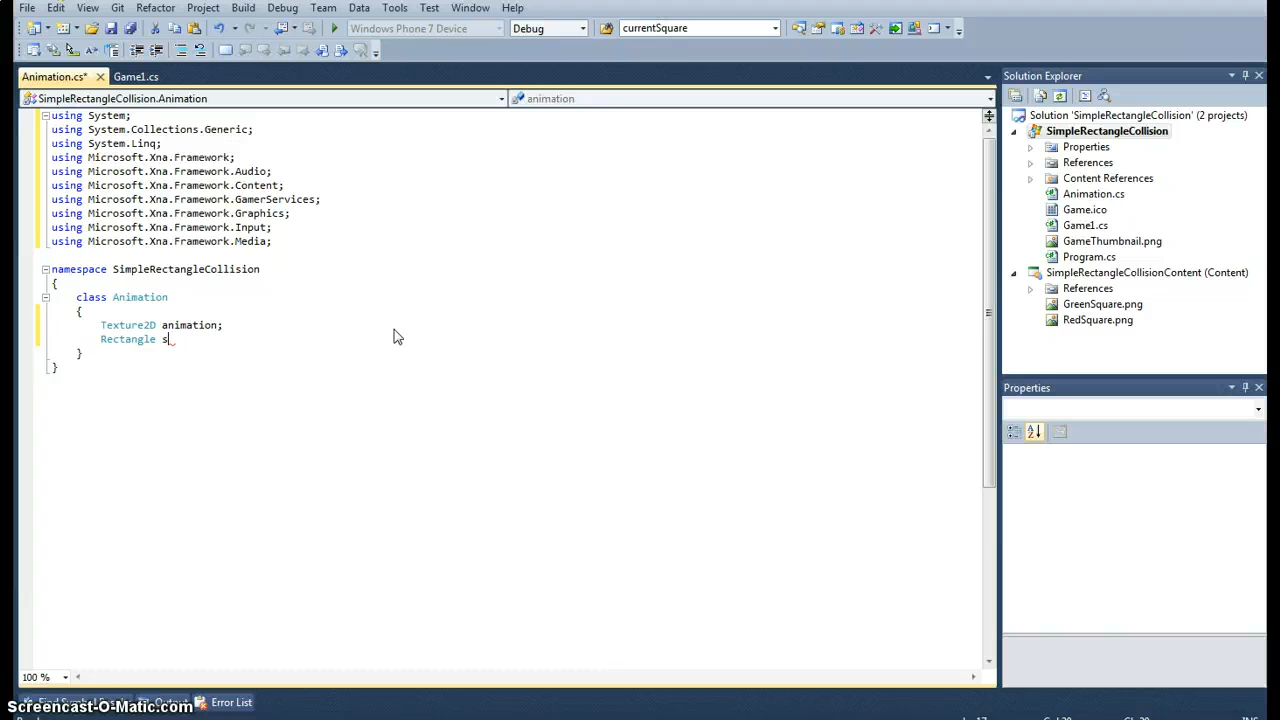 File Edit View Git Refactor Project Build Debug Team Data Tools Test Window Help
Windows Phone 7 Device Debug currentSquare
Animation.cs* Game1.cs
SimpleRectangleCollision.Animation animation
using System;
using System.Collections.Generic;
using System.Linq;
using Microsoft.Xna.Framework;
using Microsoft.Xna.Framework.Audio;
using Microsoft.Xna.Framework.Content;
using Microsoft.Xna.Framework.GamerServices;
using Microsoft.Xna.Framework.Graphics;
using Microsoft.Xna.Framework.Input;
using Microsoft.Xna.Framework.Media;
namespace SimpleRectangleCollision
{
class Animation
{
Texture2D animation;
Rectangle s
}
}
100 %
Error List
Screencast-O-Matic.com
Solution Explorer
Solution 'SimpleRectangleCollision' (2 projects)
SimpleRectangleCollision
Properties
References
Content References
Animation.cs
Game.ico
Game1.cs
GameThumbnail.png
Program.cs
SimpleRectangleCollisionContent (Content)
References
GreenSquare.png
RedSquare.png
Properties